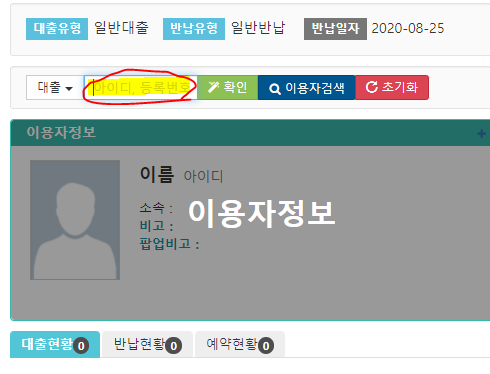 대출유형 일반대출 반납유형 일반반납 반납일자 2020-08-25
대출 아이디, 등록번호 확인 이용자검색 초기화
이용자정보
이름 아이디
소속 :
이용자정보
비고 :
팝업비고 :
대출현황 0 반납현황 0 예약현황 0